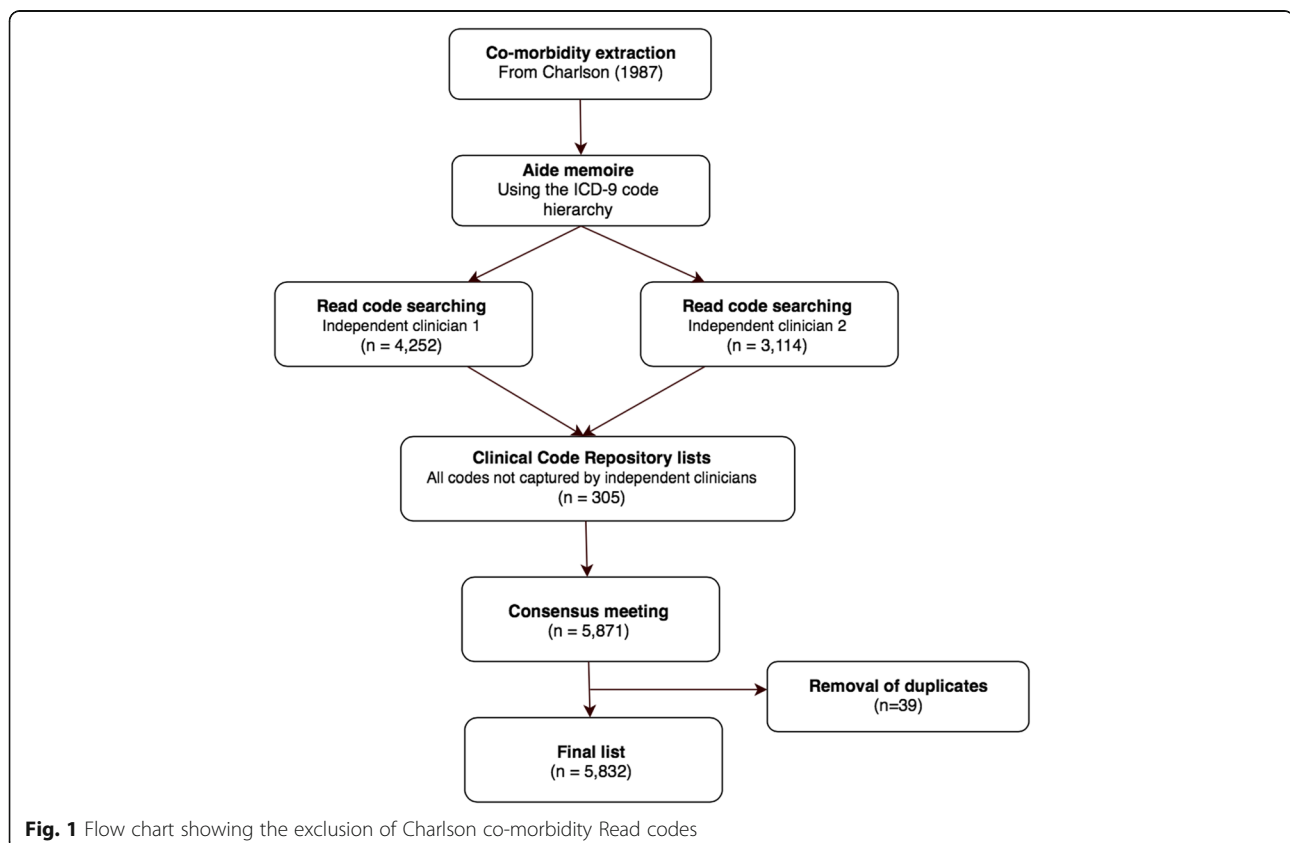 Co-morbidity extraction
From Charlson (1987)
Aide memoire
Using the ICD-9 code
hierarchy
Read code searching
Independent clinician 1
(n = 4,252)
Read code searching
Independent clinician 2
(n = 3,114)
Clinical Code Repository lists
All codes not captured by independent clinicians
(n = 305)
Consensus meeting
(n = 5,871)
Removal of duplicates
(n=39)
Final list
(n = 5,832)
Fig. 1 Flow chart showing the exclusion of Charlson co-morbidity Read codes